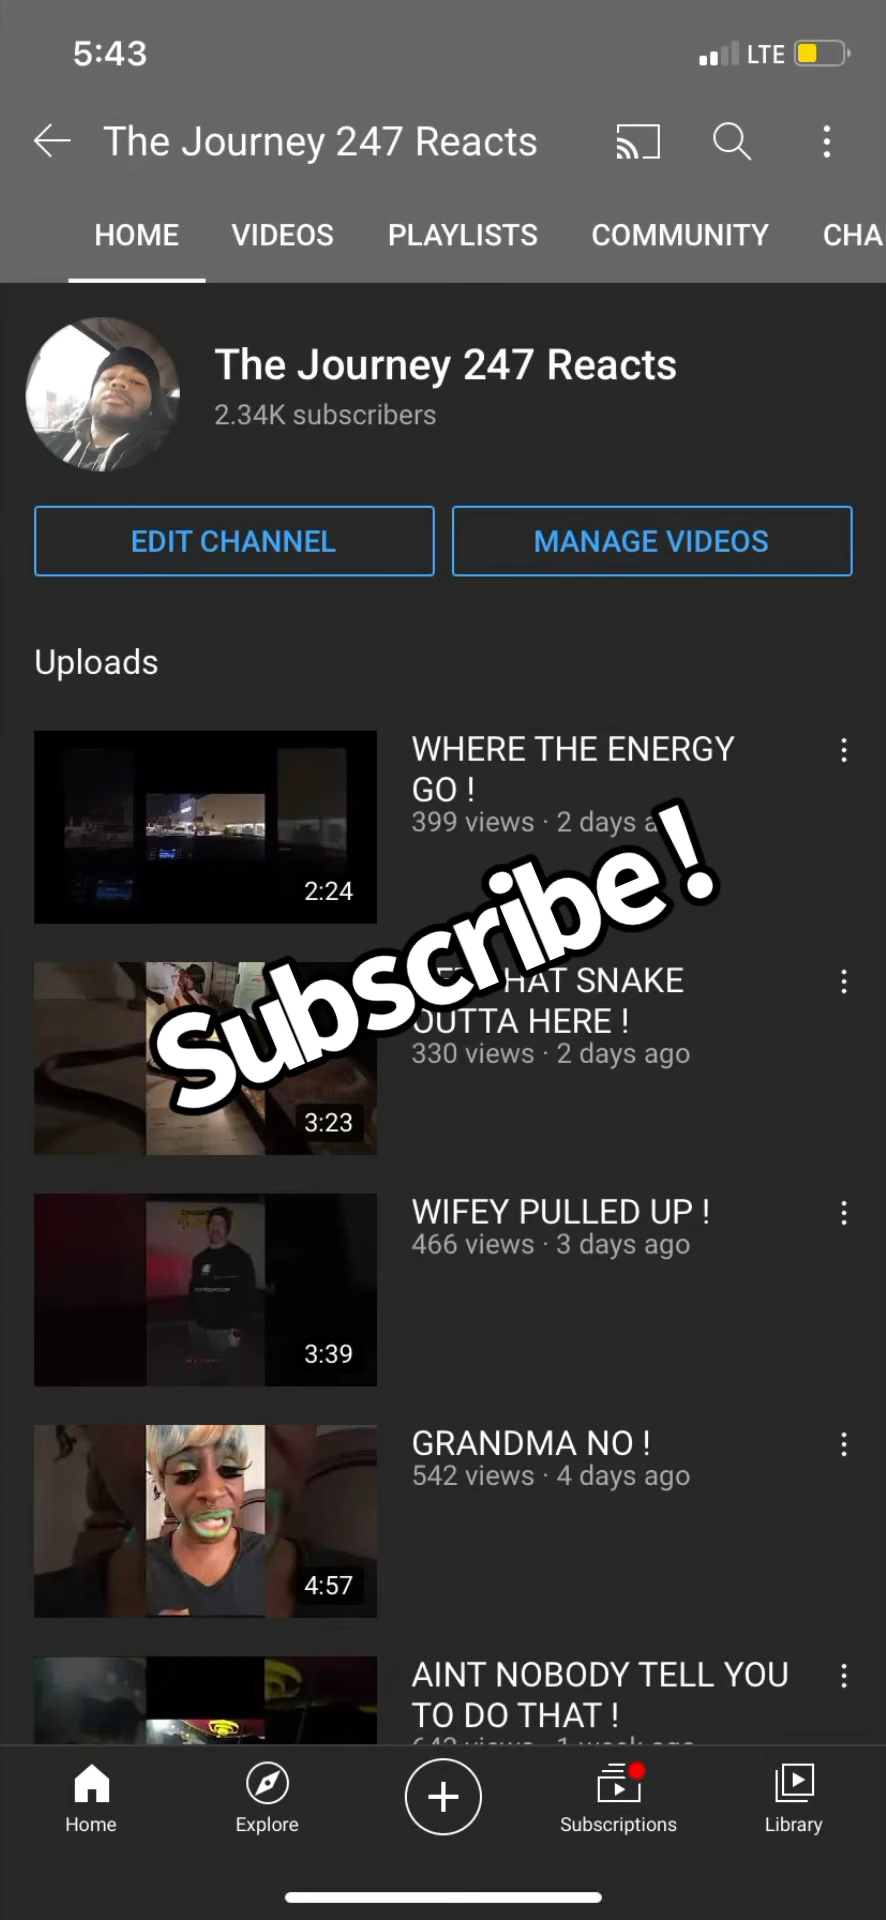 5:43
LTE
The Journey 247 Reacts
HOME VIDEOS PLAYLISTS COMMUNITY CHA
The Journey 247 Reacts
2.34K subscribers
EDIT CHANNEL MANAGE VIDEOS
Uploads
WHERE THE ENERGY
GO !
399 views · 2 days a
2:24
Subscribe!
HAT SNAKE
OUTTA HERE !
330 views · 2 days ago
3:23
WIFEY PULLED UP !
466 views · 3 days ago
3:39
GRANDMA NO !
542 views · 4 days ago
4:57
AINT NOBODY TELL YOU
TO DO THAT !
Home Explore Subscriptions Library